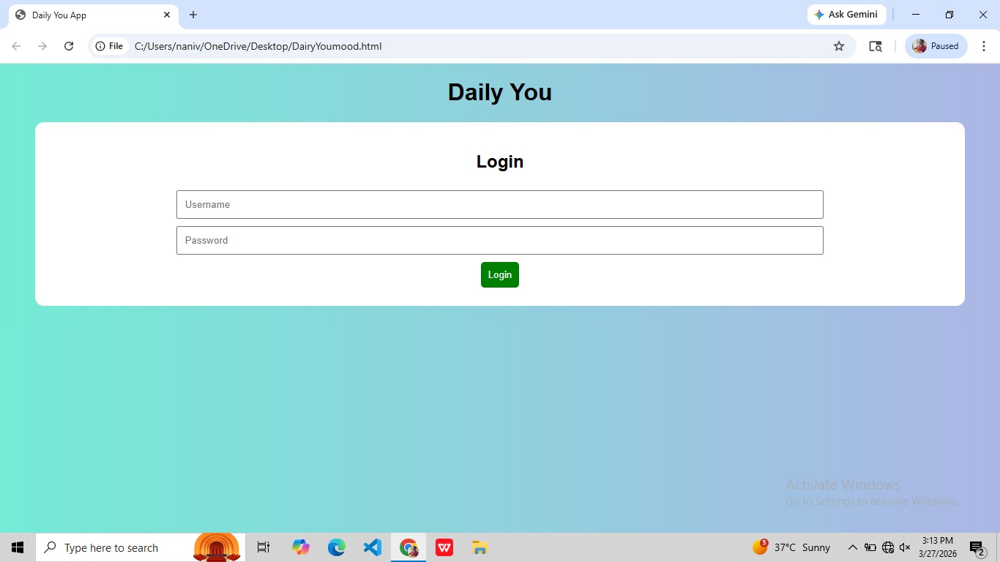 Daily You App
Ask Gemini
File
C:/Users/naniv/OneDrive/Desktop/DairyYoumood.html
Paused
Daily You
Login
Username
Password
Login
Activate Windows
Go to Settings to activate Windows.
Type here to search
W
5
37°C Sunny
3:13 PM
3/27/2026
2